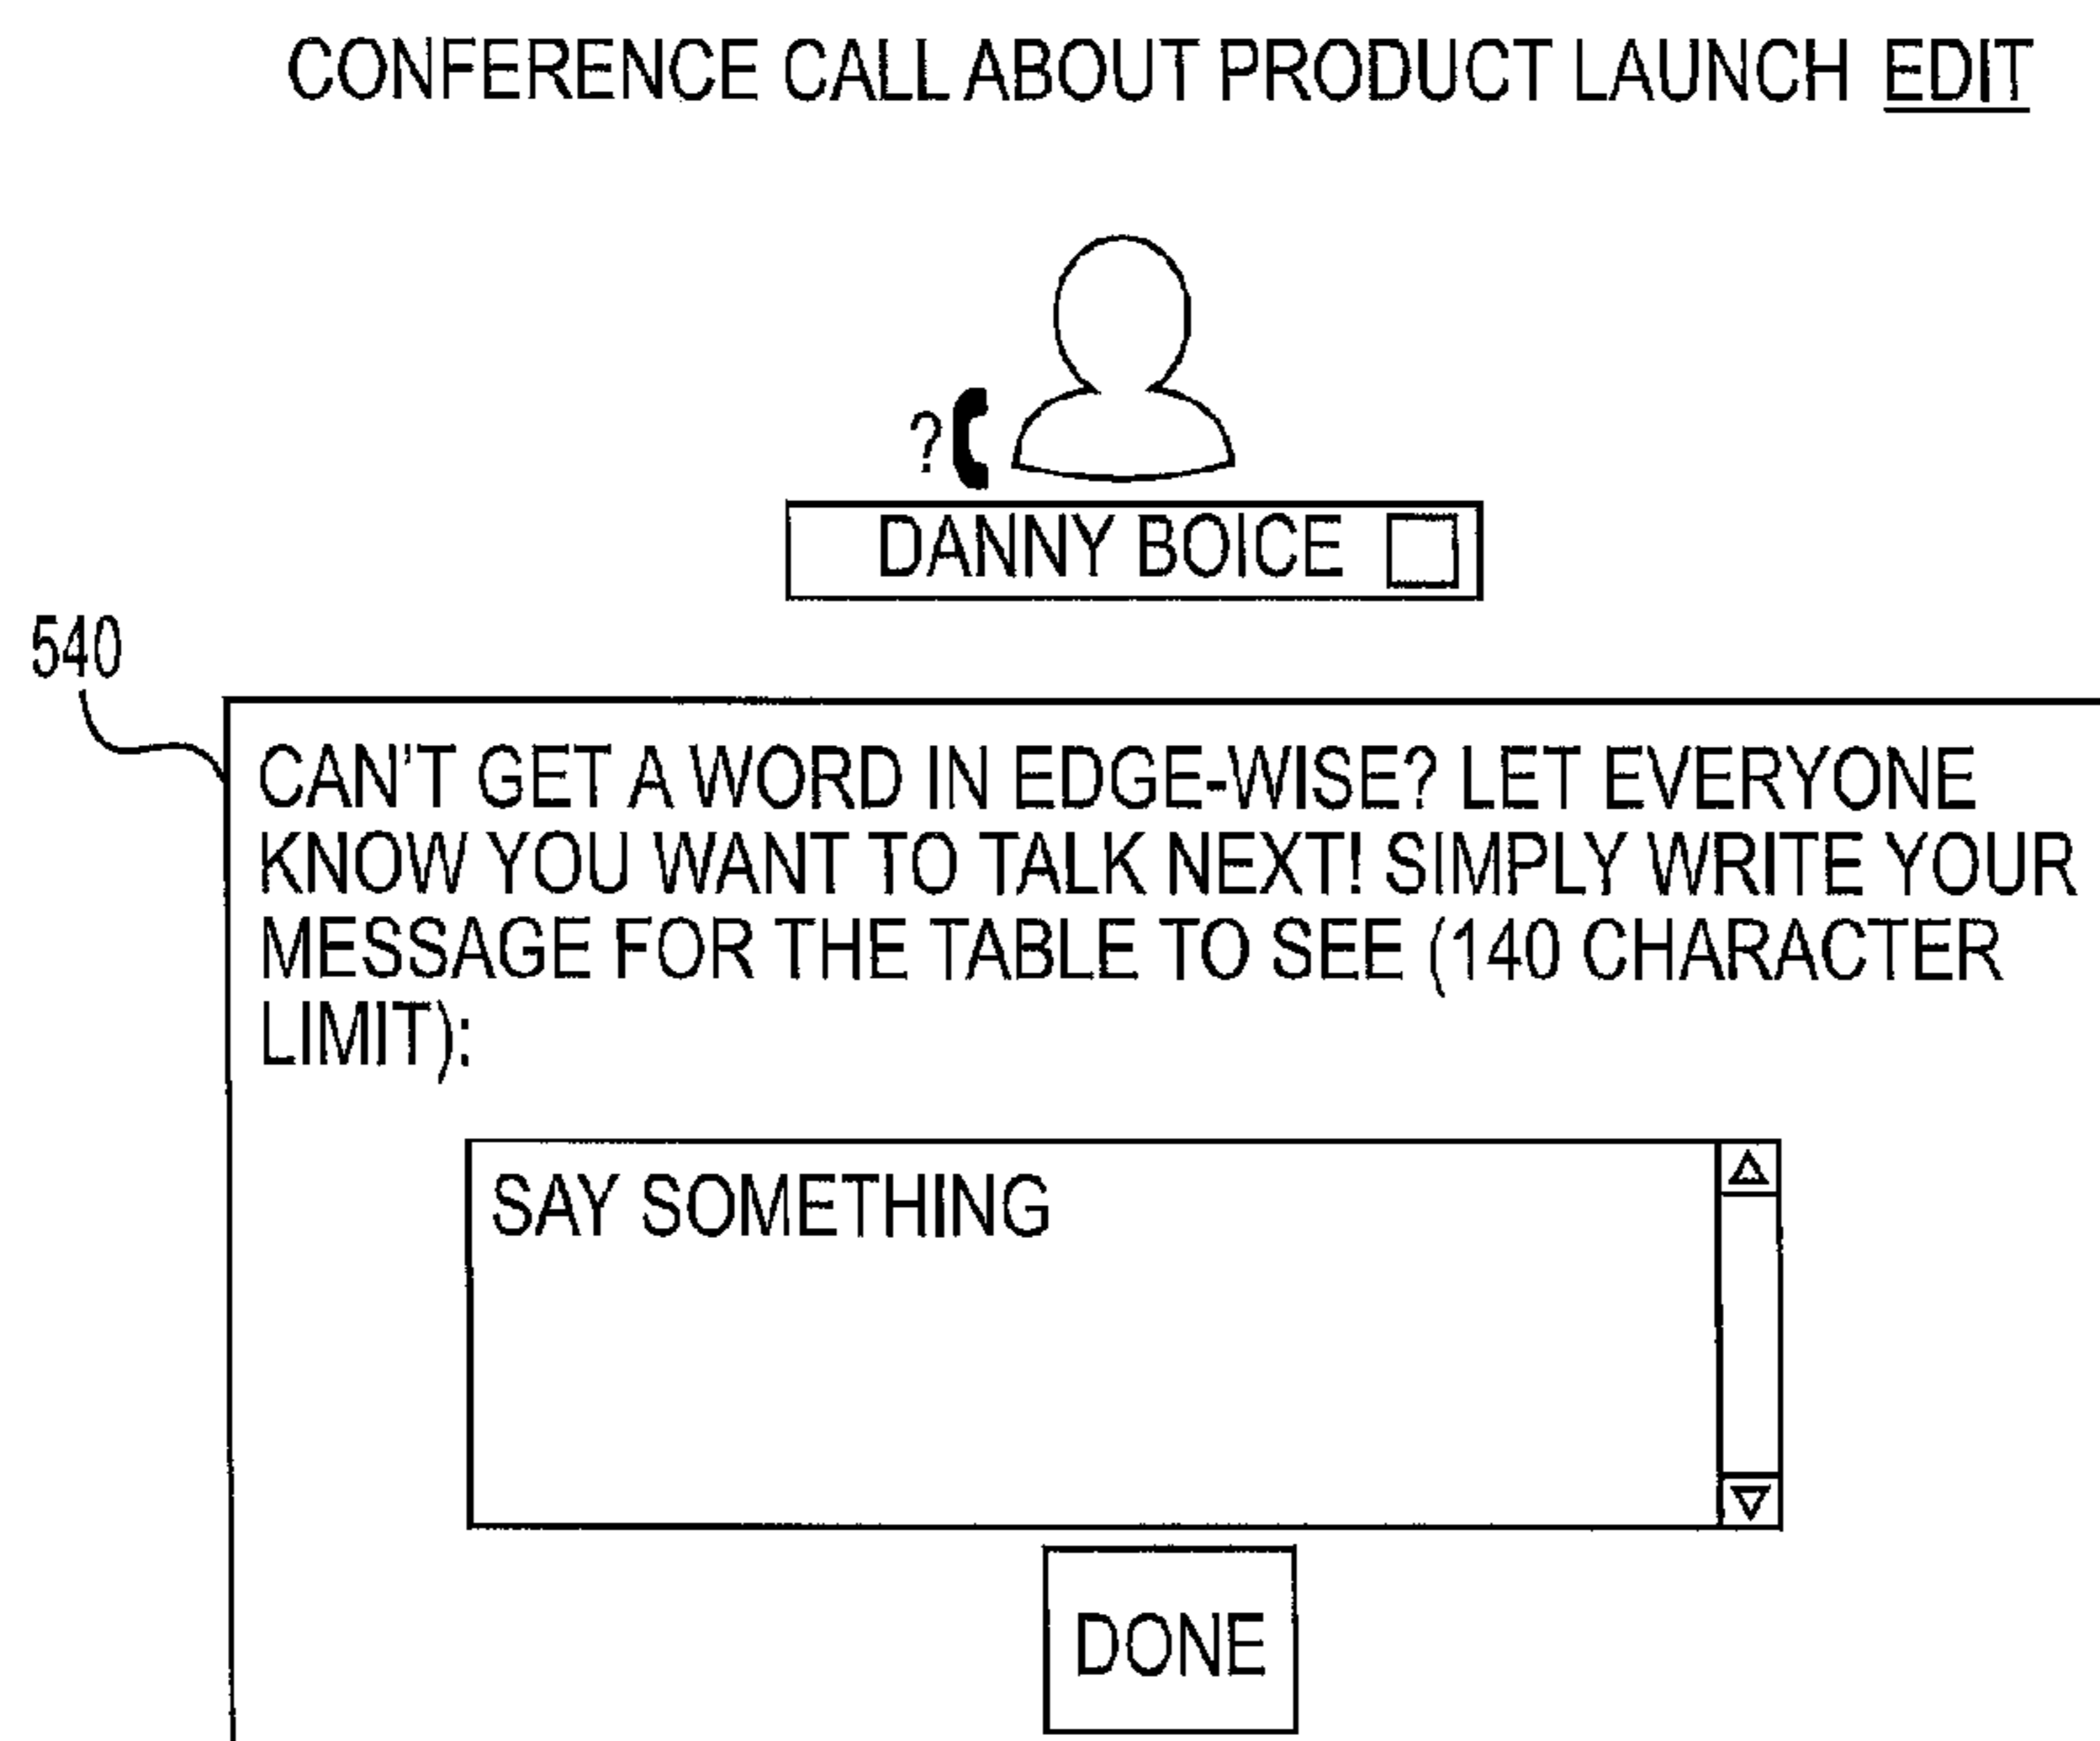 CONFERENCE CALL ABOUT PRODUCT LAUNCH EDIT
?
DANNY BOICE
540
CAN'T GET A WORD IN EDGE-WISE? LET EVERYONE
KNOW YOU WANT TO TALK NEXT! SIMPLY WRITE YOUR
MESSAGE FOR THE TABLE TO SEE (140 CHARACTER
LIMIT):
SAY SOMETHING
DONE